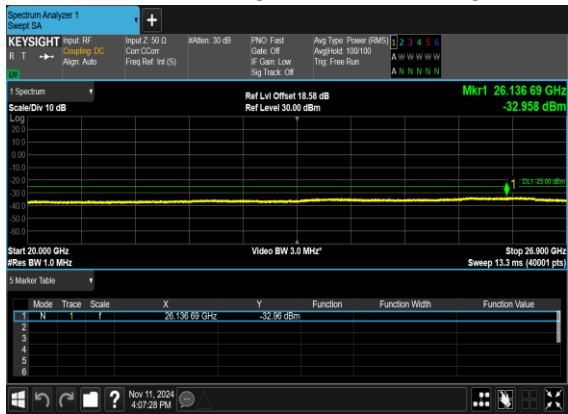 Spectrum Analyzer 1
Swept SA
KEYSIGHT Input: RF Input Z: 50 Ω #Atten: 30 dB PNO: Fast Avg Type: Power (RMS) 1 2 3 4 5 6
R T Coupling: DC Corr CCorr Gate: Off Avg|Hold: 100/100 A W W W W W
Align: Auto Freq Ref: Int (S) IF Gain: Low Trig: Free Run
LXI Sig Track: Off A N N N N N
1 Spectrum Ref Lvl Offset 18.58 dB Mkr1 26.136 69 GHz
Scale/Div 10 dB Ref Level 30.00 dBm -32.958 dBm
Log
20.0
10.0
0.00
-10.0
-20.0
1 DL1 -25.00 dBm
-30.0
-40.0
-50.0
-60.0
Start 20.000 GHz Video BW 3.0 MHz* Stop 26.900 GHz
#Res BW 1.0 MHz Sweep 13.3 ms (40001 pts)
5 Marker Table
Mode Trace Scale X Y Function Function Width Function Value
1 N 1 f 26.136 69 GHz -32.96 dBm
2
3
4
5
6
? Nov 11, 2024
4:07:28 PM